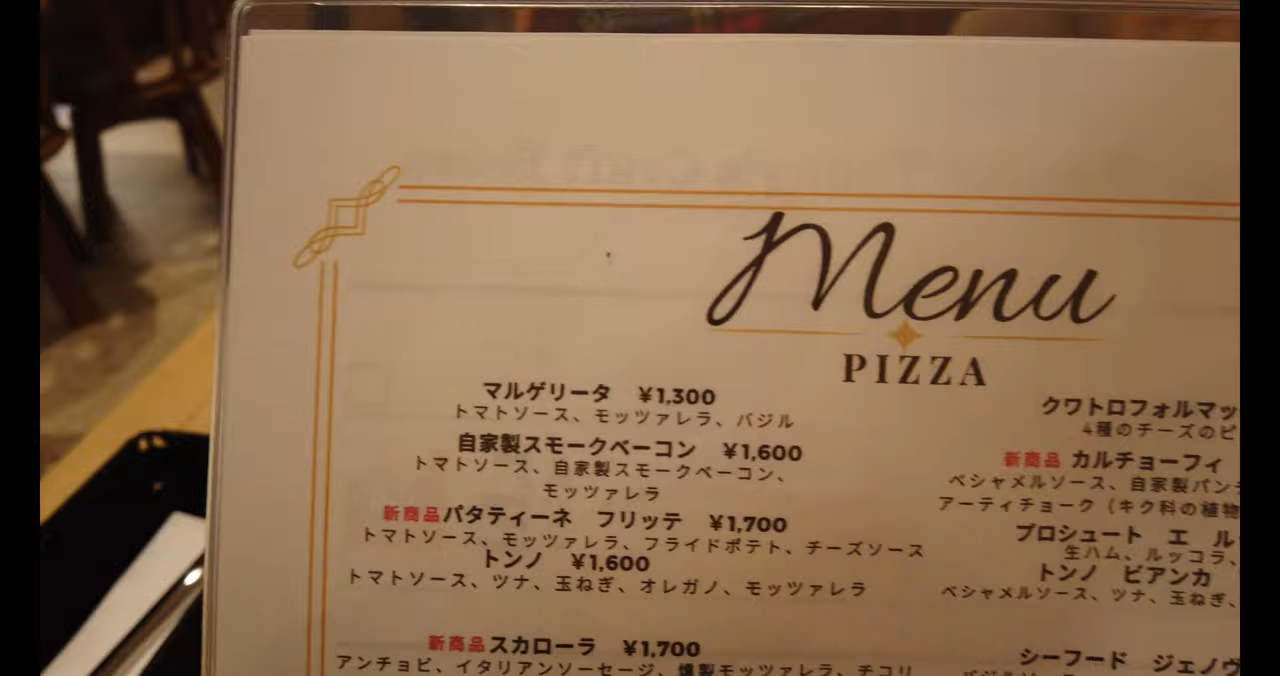 Menu
PIZZA
マルゲリータ ¥1,300
トマトソース、モッツァレラ、バジル
自家製スモークベーコン ¥1,600
トマトソース、自家製スモークベーコン、
モッツァレラ
新商品 パタティーネ フリッテ ¥1,700
トマトソース、モッツァレラ、フライドポテト、チーズソース
トンノ ¥1,600
トマトソース、ツナ、玉ねぎ、オレガノ、モッツァレラ
新商品 スカローラ ¥1,700
アンチョビ、イタリアンソーセージ、燻製モッツァレラ、チコリ
クワトロフォルマッ
4種のチーズのピ
新商品 カルチョーフィ
ベシャメルソース、自家製パンチ
アーティチョーク（キク科の植物
プロシュート エ ル
生ハム、ルッコラ、
トンノ ビアンカ
ベシャメルソース、ツナ、玉ねぎ、
シーフード ジェノヴ